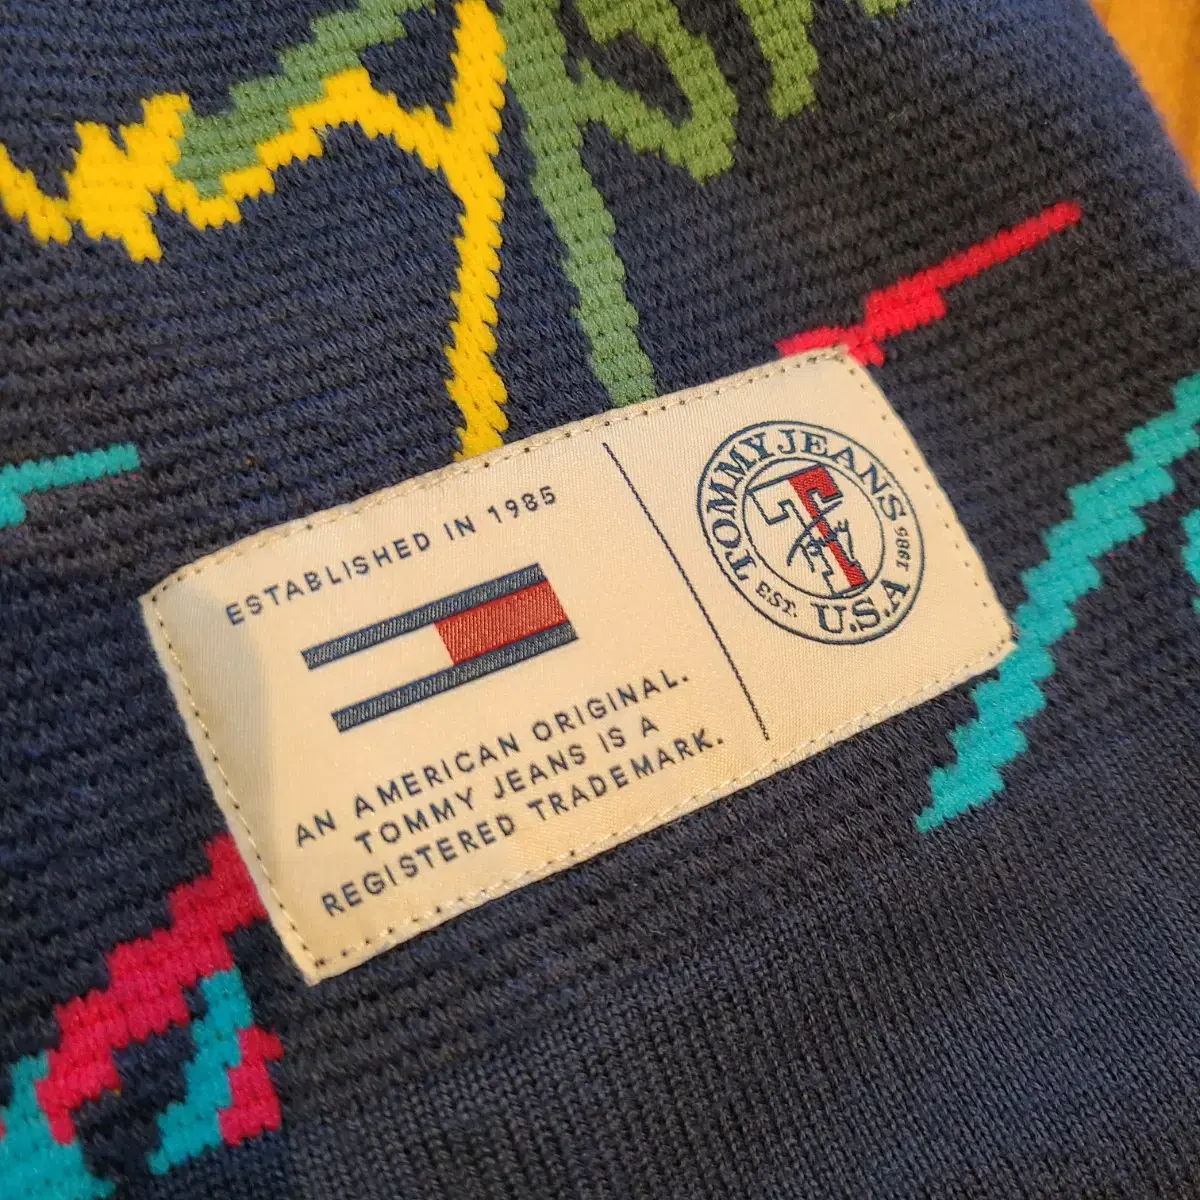 ESTABLISHED IN 1985
AN AMERICAN ORIGINAL.
TOMMY JEANS IS A
REGISTERED TRADEMARK.
TOMMY JEANS
T
EST. U.S.A 1985